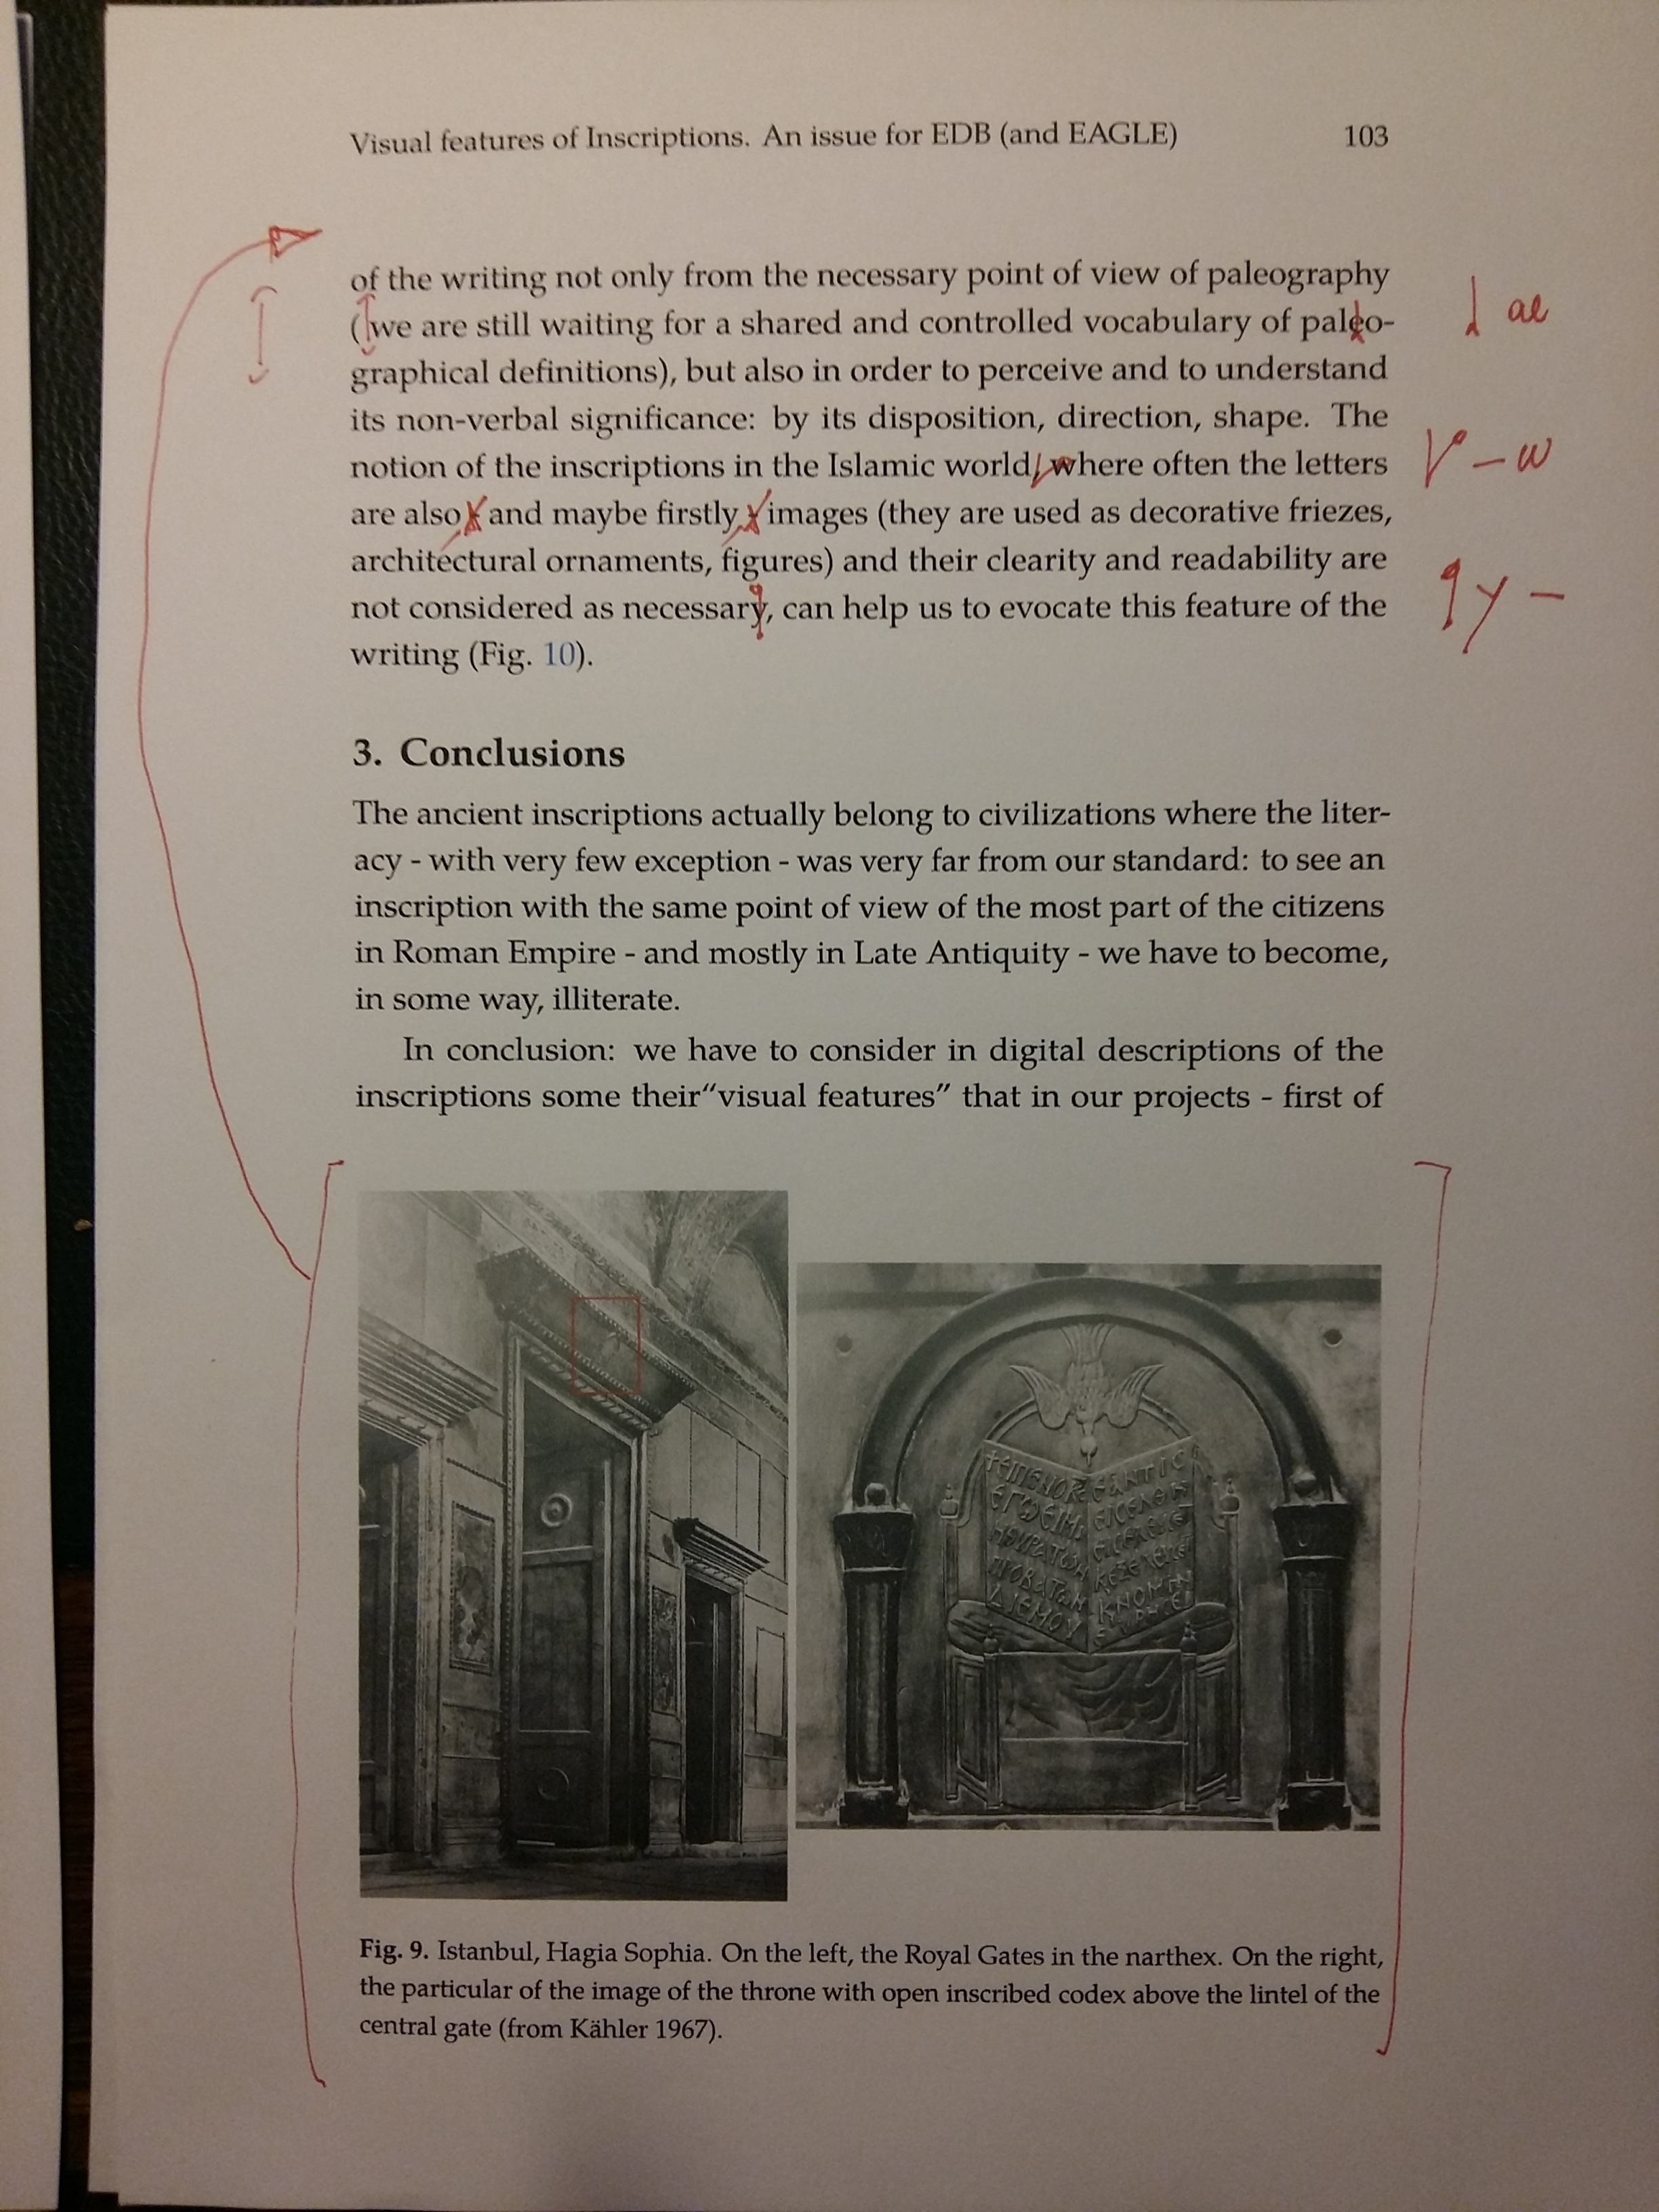 Visual features of Inscriptions. An issue for EDB (and EAGLE) 103
of the writing not only from the necessary point of view of paleography
(we are still waiting for a shared and controlled vocabulary of paleo-
ae
graphical definitions), but also in order to perceive and to understand
its non-verbal significance: by its disposition, direction, shape. The
notion of the inscriptions in the Islamic world, where often the letters
– w
are also, and maybe firstly, images (they are used as decorative friezes,
architectural ornaments, figures) and their clearity and readability are
not considered as necessary, can help us to evocate this feature of the
y –
writing (Fig. 10).
3. Conclusions
The ancient inscriptions actually belong to civilizations where the liter-
acy - with very few exception - was very far from our standard: to see an
inscription with the same point of view of the most part of the citizens
in Roman Empire - and mostly in Late Antiquity - we have to become,
in some way, illiterate.
In conclusion: we have to consider in digital descriptions of the
inscriptions some their“visual features” that in our projects - first of
Fig. 9. Istanbul, Hagia Sophia. On the left, the Royal Gates in the narthex. On the right,
the particular of the image of the throne with open inscribed codex above the lintel of the
central gate (from Kähler 1967).